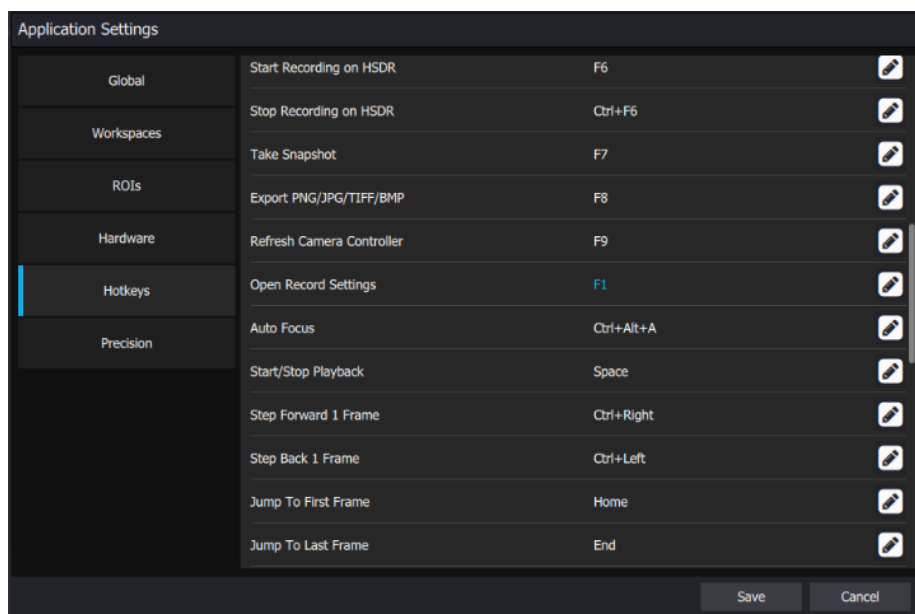 Application Settings
Global
Workspaces
ROIs
Hardware
Hotkeys
Precision
Start Recording on HSDR F6
Stop Recording on HSDR Ctrl+F6
Take Snapshot F7
Export PNG/JPG/TIFF/BMP F8
Refresh Camera Controller F9
Open Record Settings F1
Auto Focus Ctrl+Alt+A
Start/Stop Playback Space
Step Forward 1 Frame Ctrl+Right
Step Back 1 Frame Ctrl+Left
Jump To First Frame Home
Jump To Last Frame End
Save Cancel